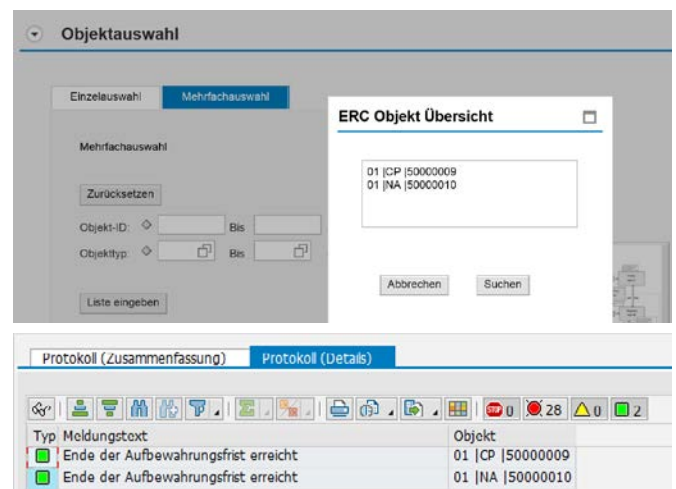 Objektauswahl
Einzelauswahl Mehrfachauswahl
ERC Objekt Übersicht
Mehrfachauswahl
01 |CP |50000009
01 |NA |50000010
Zurücksetzen
Objekt-ID: Bis
Objekttyp: Bis
Abbrechen Suchen
Liste eingeben
Protokoll (Zusammenfassung) Protokoll (Details)
STOP 0 28 0 2
Typ Meldungstext Objekt
Ende der Aufbewahrungsfrist erreicht 01 |CP |50000009
Ende der Aufbewahrungsfrist erreicht 01 |NA |50000010